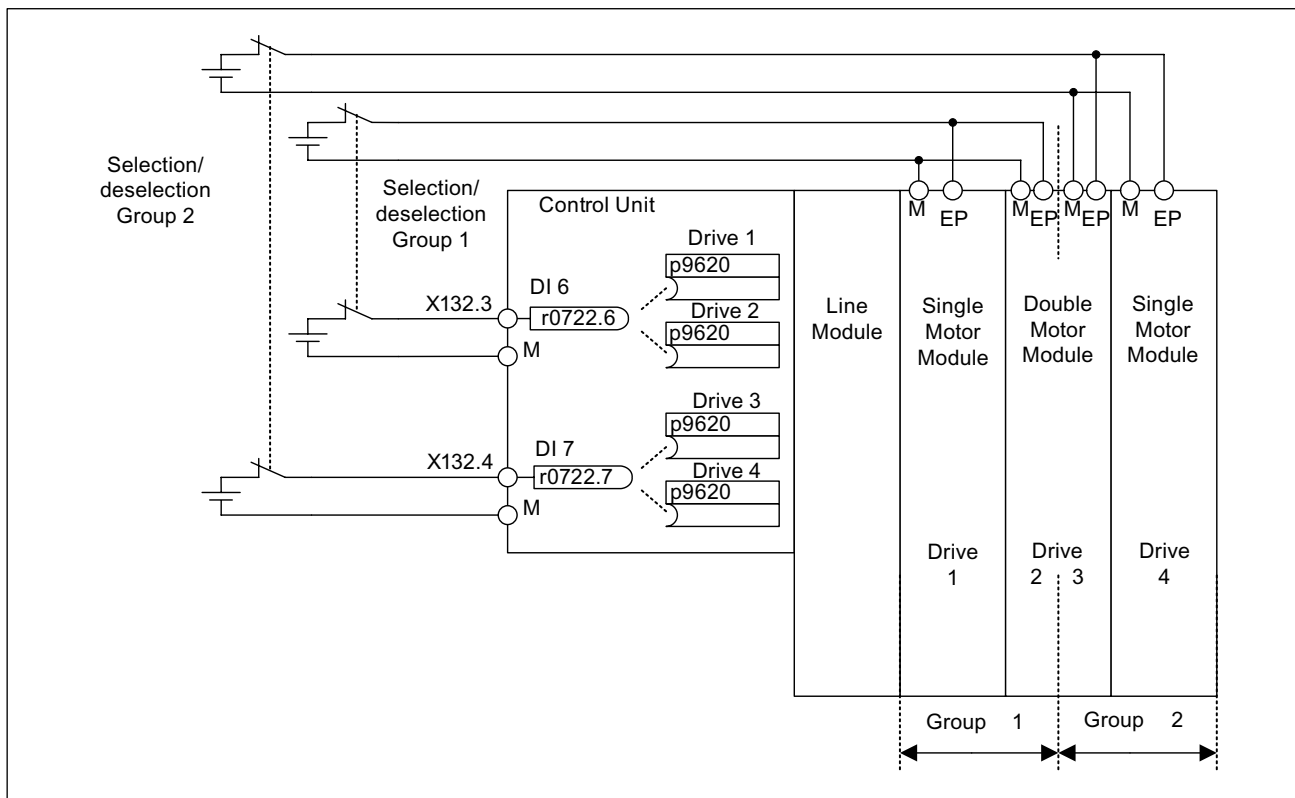 Selection/
deselection
Group 2
Selection/
deselection
Group 1
Control Unit
X132.3
DI 6
r0722.6
M
Drive 1
p9620
Drive 2
p9620
X132.4
DI 7
r0722.7
M
Drive 3
p9620
Drive 4
p9620
Line
Module
M
EP
Single
Motor
Module
Drive
1
M
EP
M
EP
Double
Motor
Module
Drive
2 3
M
EP
Single
Motor
Module
Drive
4
Group 1
Group 2